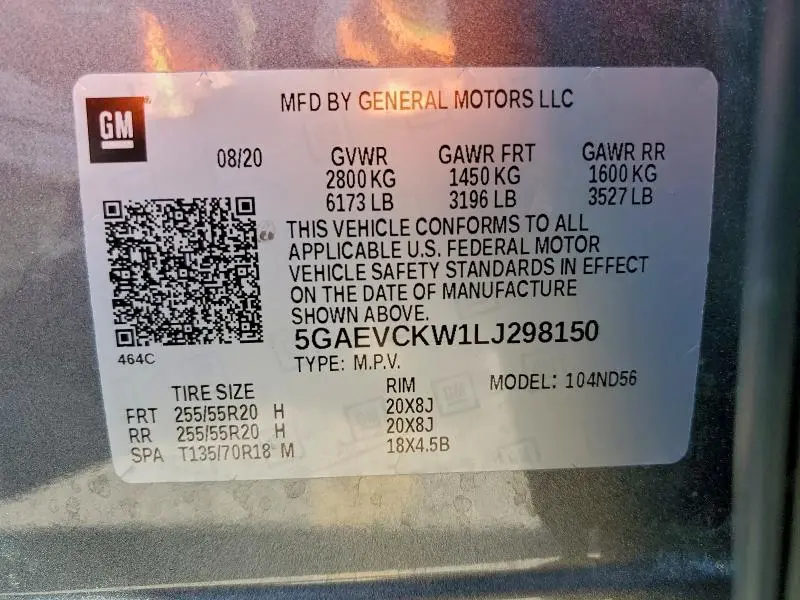 GM
MFD BY GENERAL MOTORS LLC
08/20
GVWR GAWR FRT GAWR RR
2800 KG 1450 KG 1600 KG
6173 LB 3196 LB 3527 LB
THIS VEHICLE CONFORMS TO ALL
APPLICABLE U.S. FEDERAL MOTOR
VEHICLE SAFETY STANDARDS IN EFFECT
ON THE DATE OF MANUFACTURE
SHOWN ABOVE.
5GAEVCKW1LJ298150
464C
TYPE: M.P.V.
TIRE SIZE RIM MODEL: 104ND56
FRT 255/55R20 H 20X8J
RR 255/55R20 H 20X8J
SPA T135/70R18 M 18X4.5B